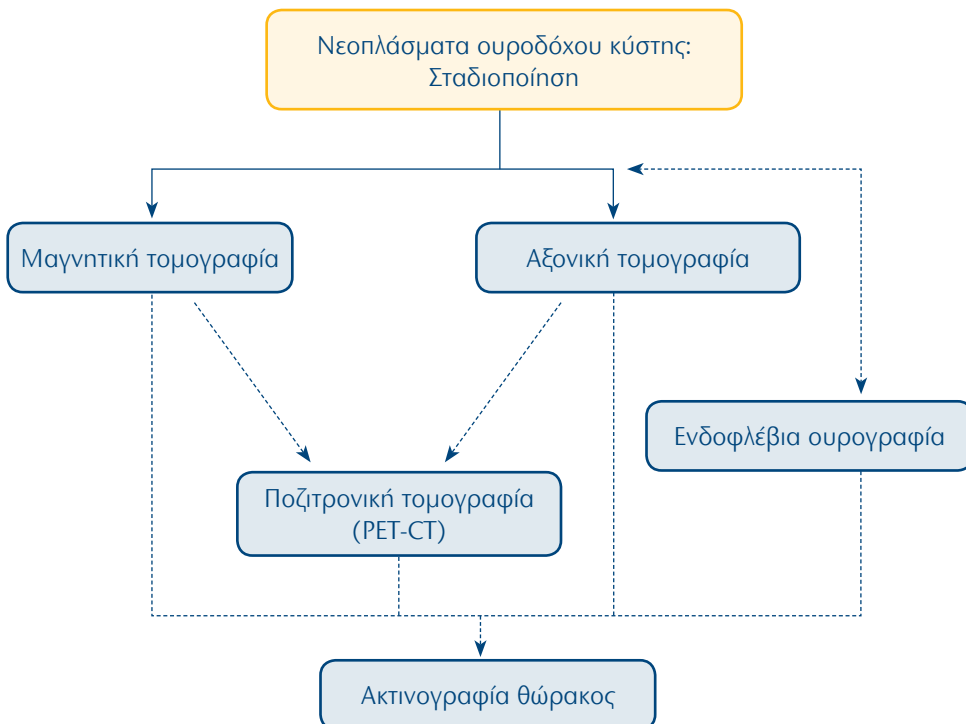 Νεοπλάσματα ουροδόχου κύστης:
Σταδιοποίηση
Μαγνητική τομογραφία
Αξονική τομογραφία
Ενδοφλέβια ουρογραφία
Ποζιτρονική τομογραφία
(PET-CT)
Ακτινογραφία θώρακος